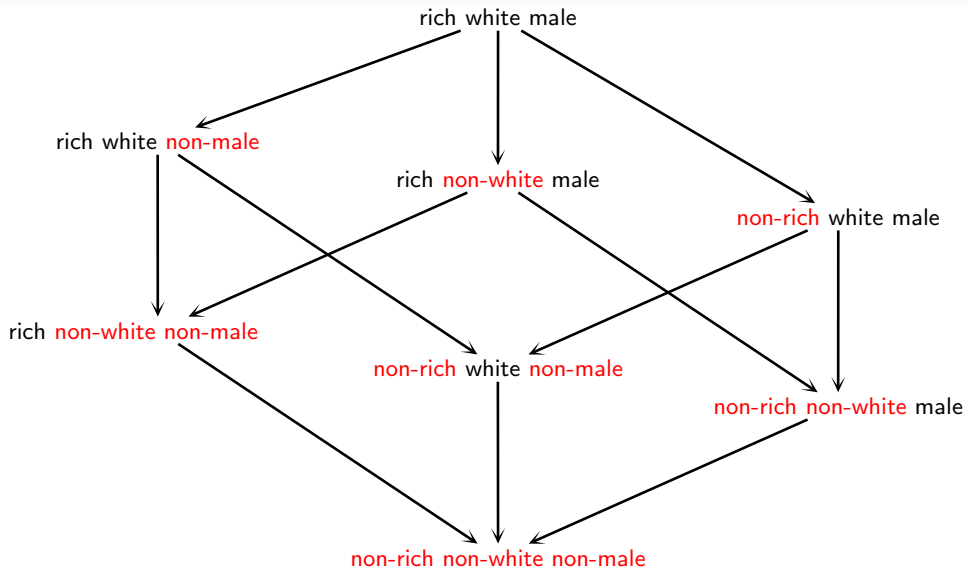 rich white male
rich white non-male
rich non-white male
non-rich white male
rich non-white non-male
non-rich white non-male
non-rich non-white male
non-rich non-white non-male